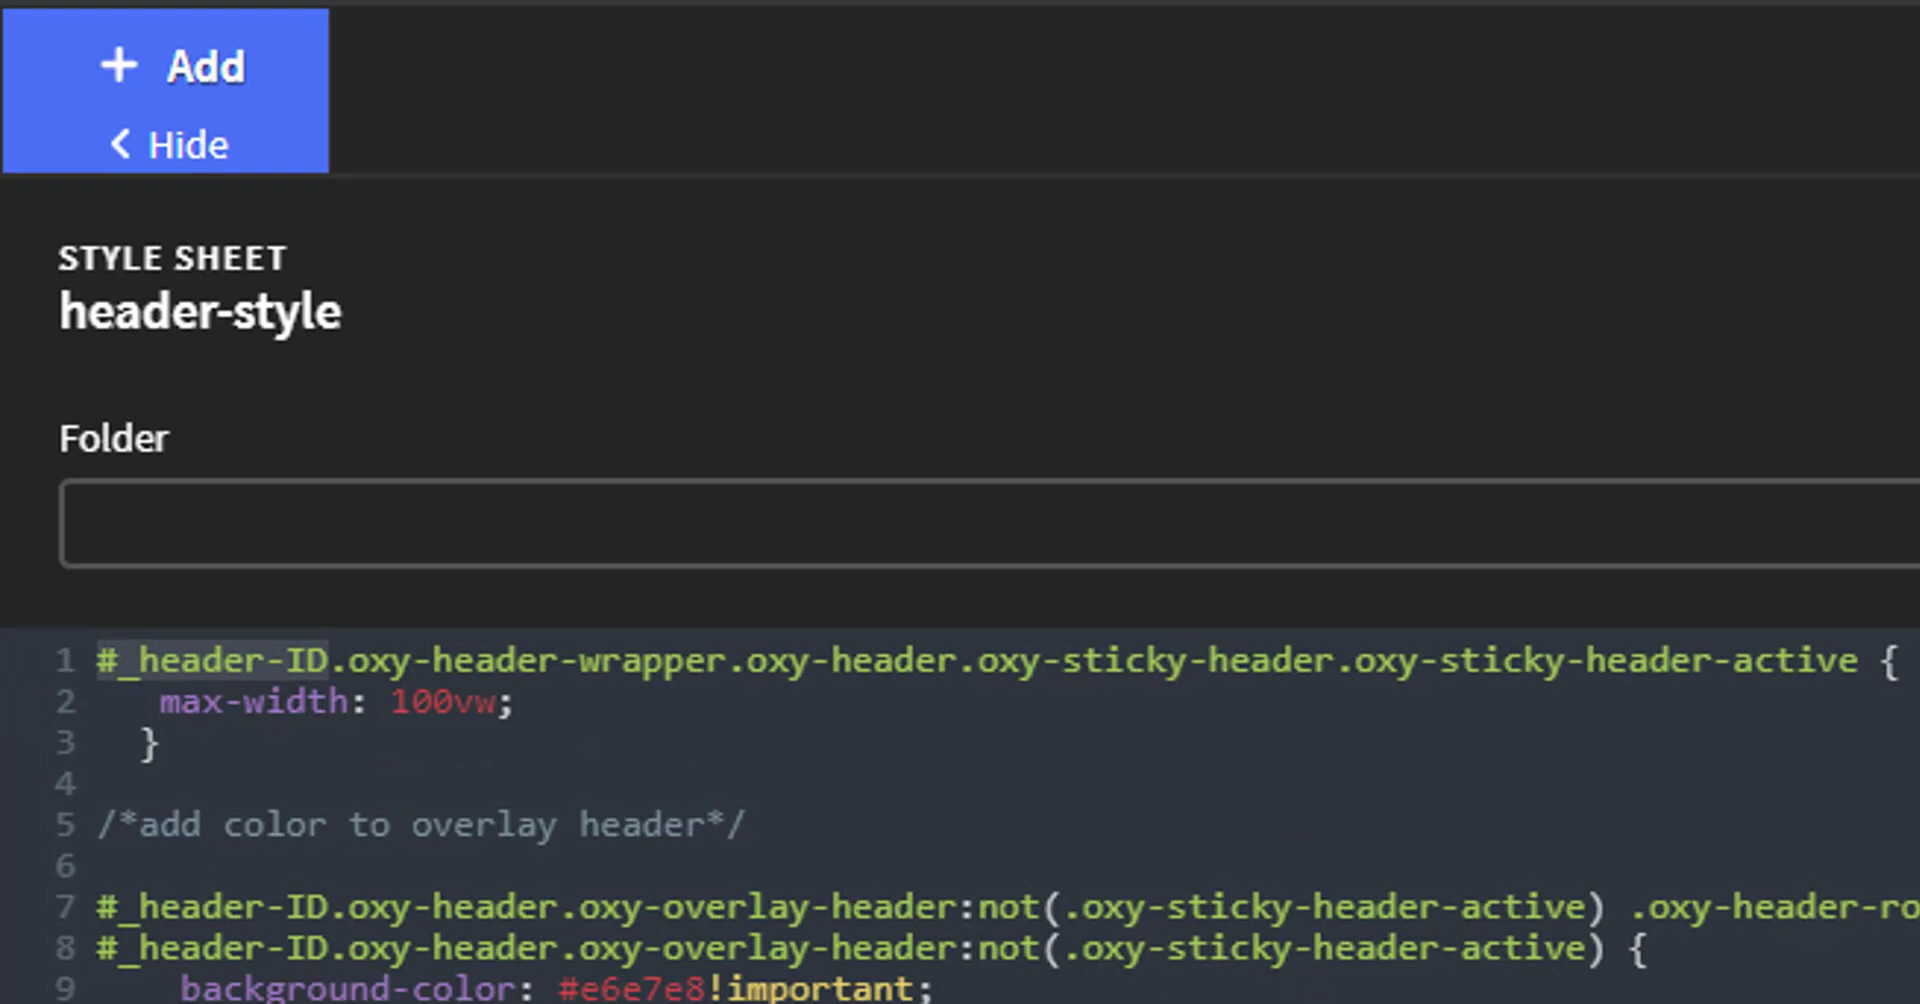 + Add
< Hide
STYLE SHEET
header-style
Folder
1 #_header-ID.oxy-header-wrapper.oxy-header.oxy-sticky-header.oxy-sticky-header-active {
2 max-width: 100vw;
3 }
4
5 /*add color to overlay header*/
6
7 #_header-ID.oxy-header.oxy-overlay-header:not(.oxy-sticky-header-active) .oxy-header-ro
8 #_header-ID.oxy-header.oxy-overlay-header:not(.oxy-sticky-header-active) {
9 background-color: #e6e7e8!important;